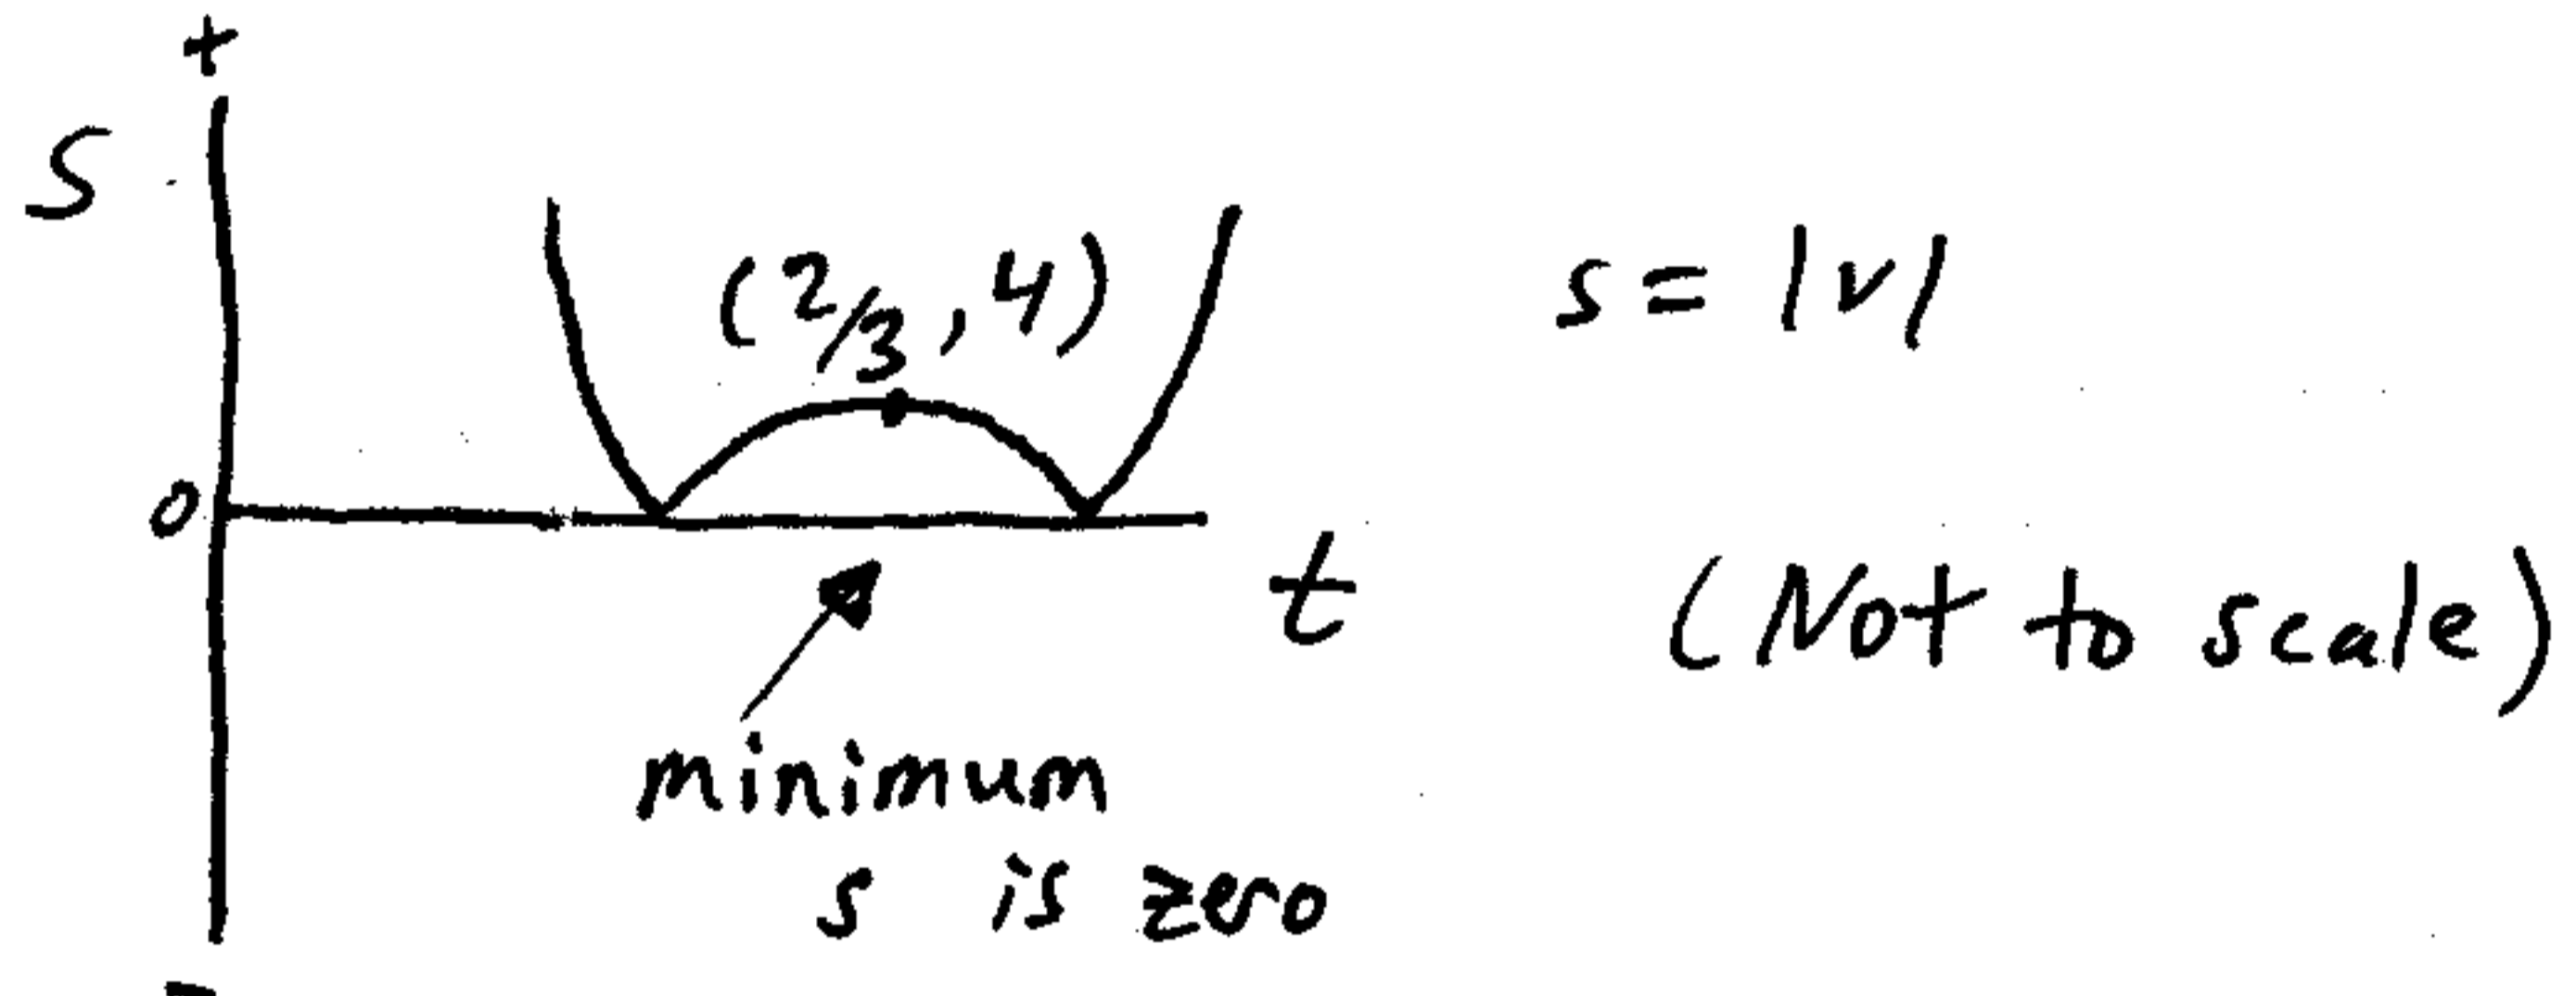 +
S
(2/3, 4)
s = |v|
0
t
(Not to scale)
minimum
s is zero
-